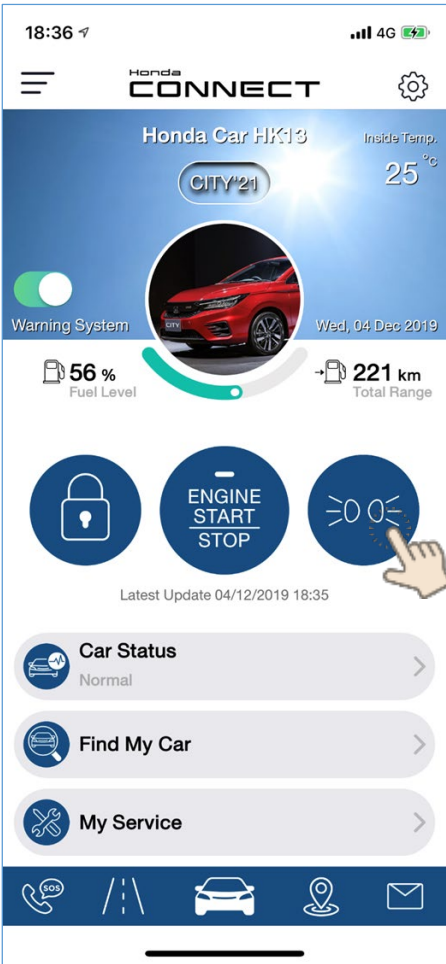 18:36
4G
Honda
CONNECT
Honda Car HK13
Inside Temp.
CITY'21
25 °C
CITY
Warning System
Wed, 04 Dec 2019
56 %
Fuel Level
221 km
Total Range
ENGINE
START
STOP
Latest Update 04/12/2019 18:35
Car Status
Normal
Find My Car
My Service
SOS